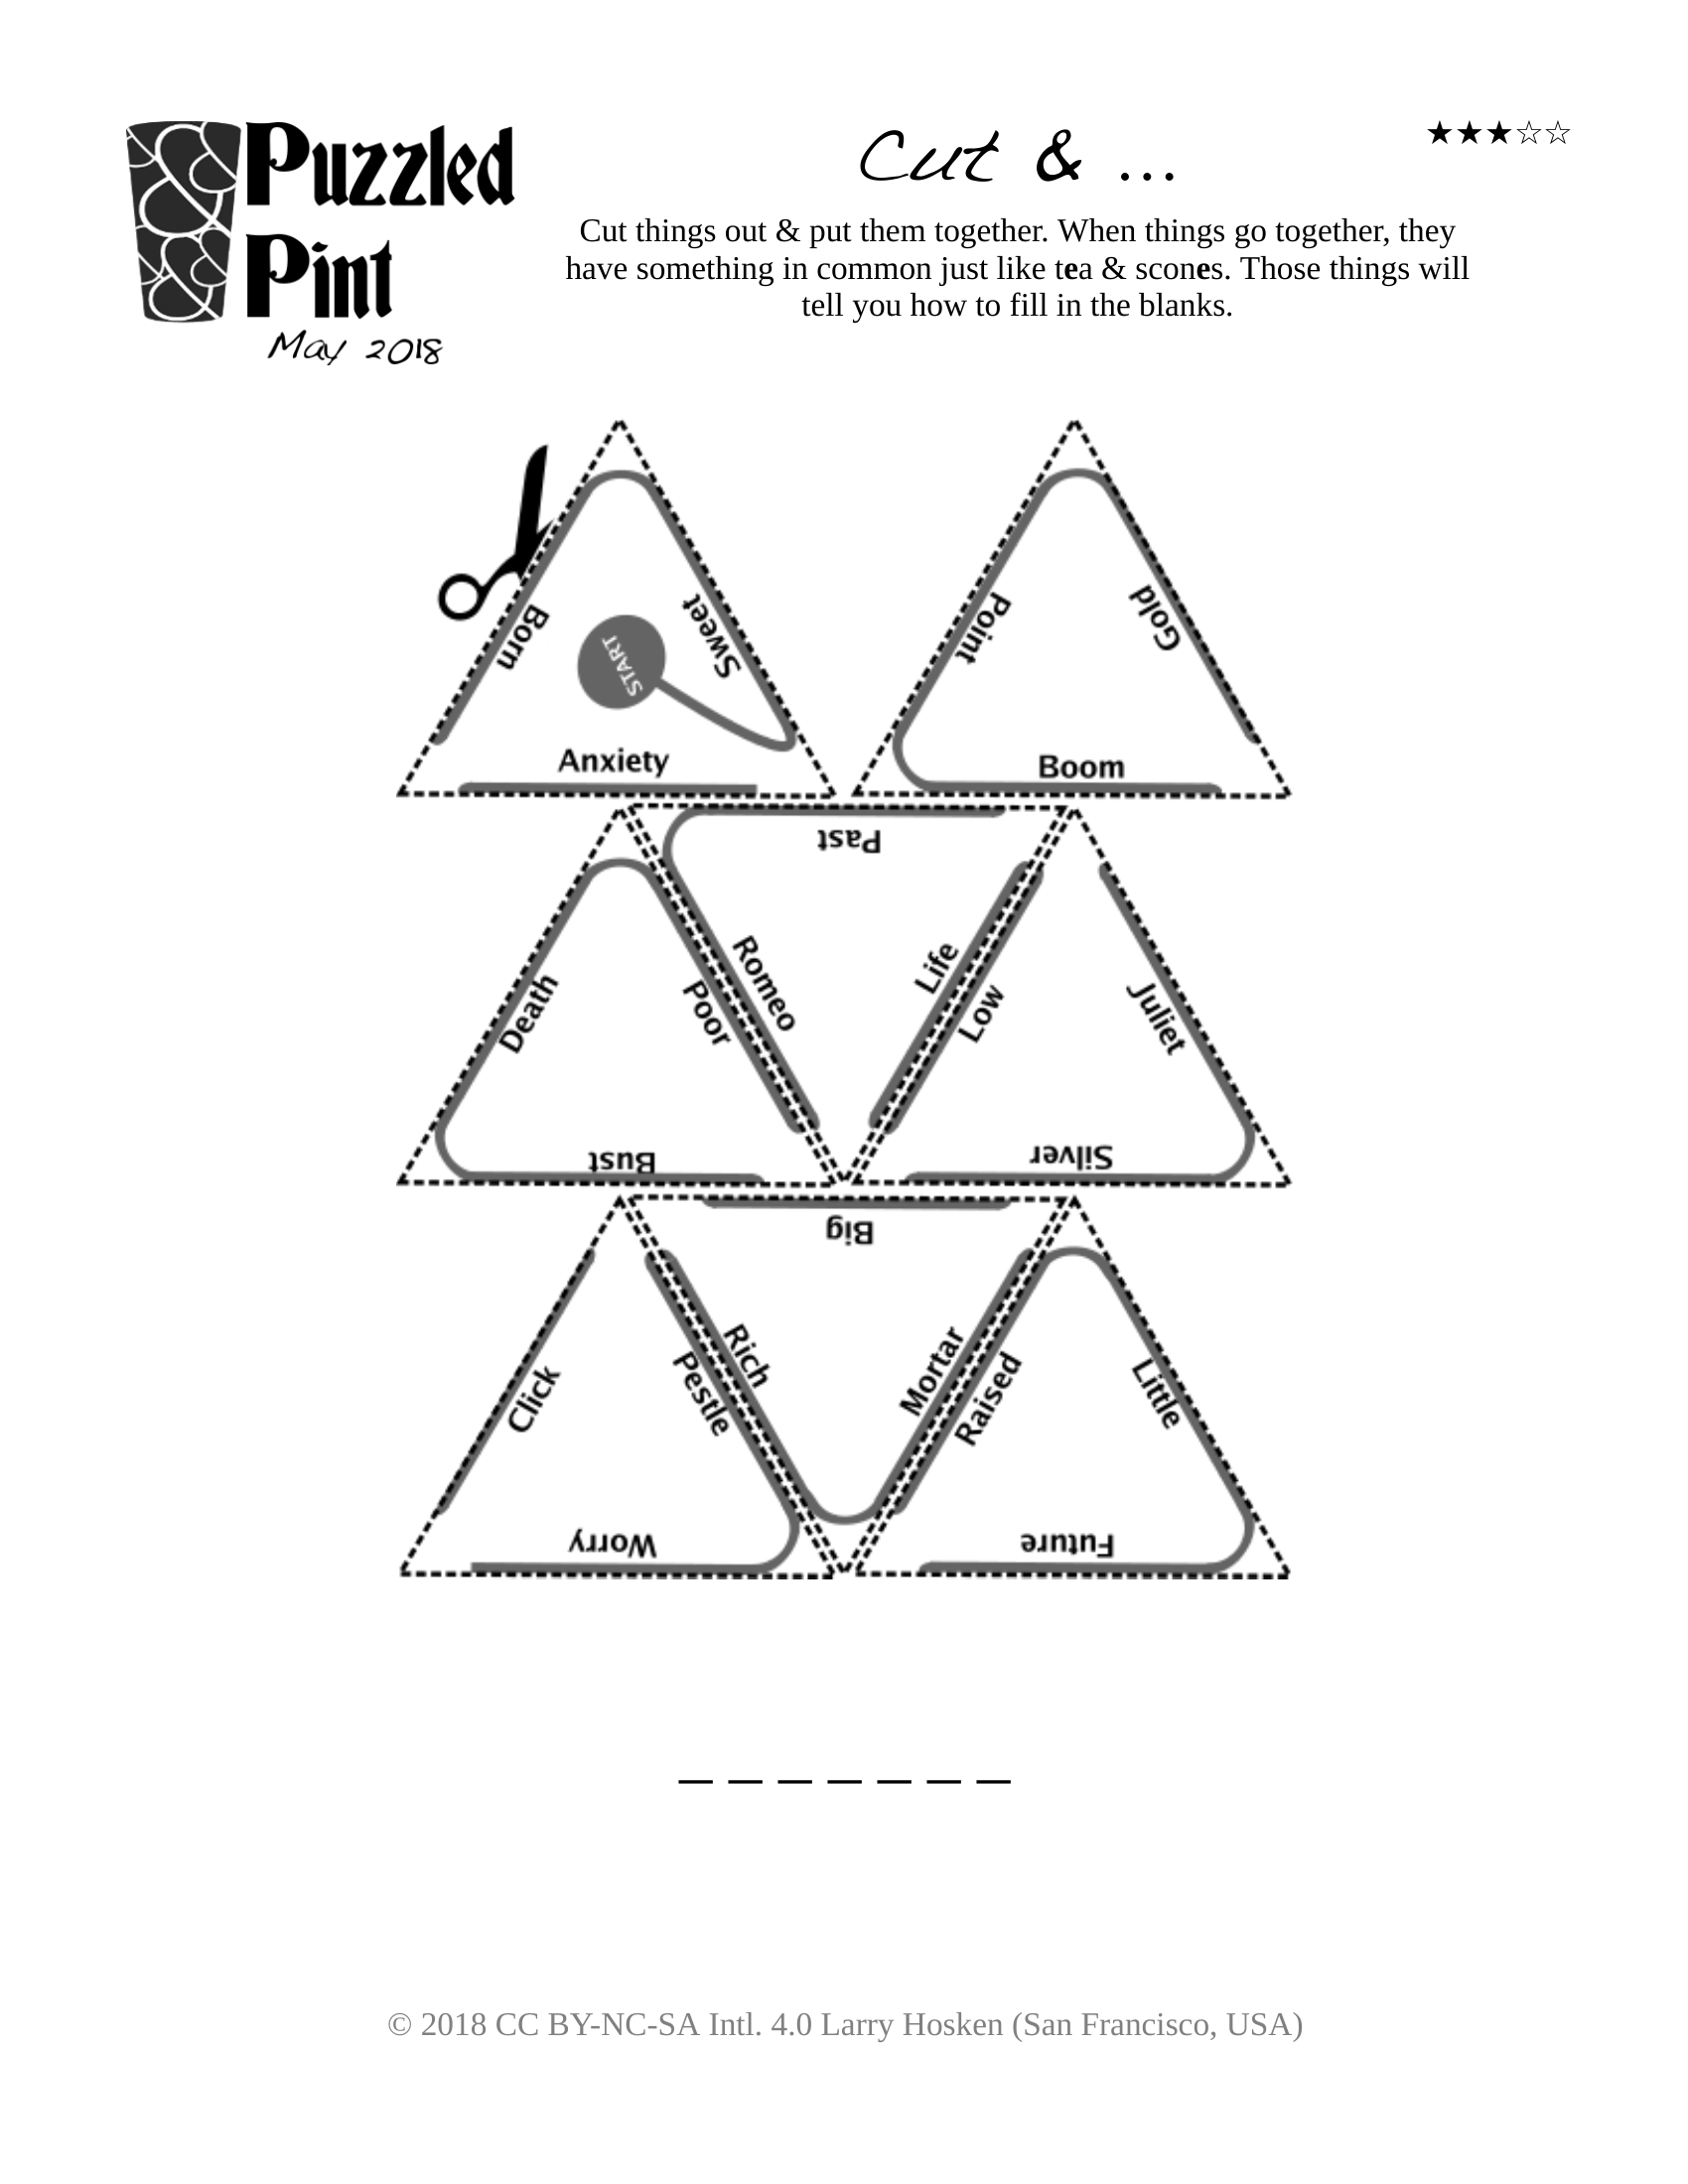 Puzzled
Pint
May 2018
Cut & ...
★★★☆☆
Cut things out & put them together. When things go together, they
have something in common just like tea & scones. Those things will
tell you how to fill in the blanks.
Born
START
Sweet
Anxiety
Point
Gold
Boom
Past
Death
Poor
Romeo
Life
Low
Juliet
Bust
Silver
Big
Click
Pestle
Rich
Mortar
Raised
Little
Worry
Future
_ _ _ _ _ _ _
© 2018 CC BY-NC-SA Intl. 4.0 Larry Hosken (San Francisco, USA)